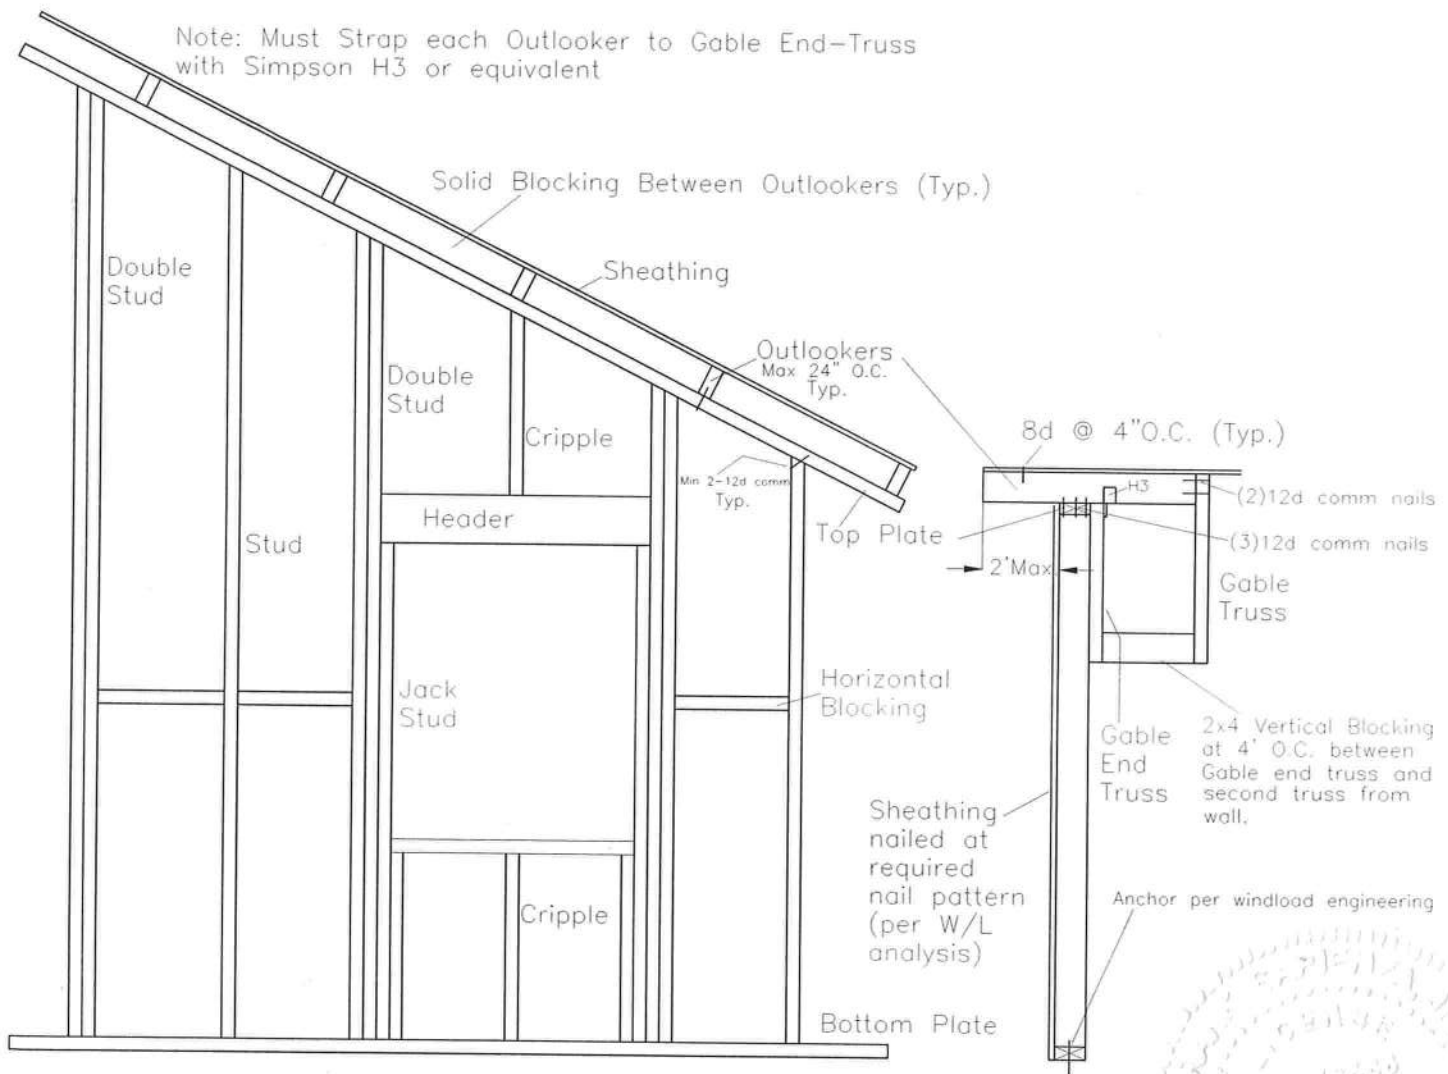 Note: Must Strap each Outlooker to Gable End-Truss
with Simpson H3 or equivalent
Solid Blocking Between Outlookers (Typ.)
Double
Stud
Sheathing
Outlookers
Max 24" O.C.
Typ.
Double
Stud
Cripple
Min 2-12d comm
Typ.
Header
Stud
Top Plate
Jack
Stud
Horizontal
Blocking
Cripple
Bottom Plate
8d @ 4"O.C. (Typ.)
H3
(2)12d comm nails
(3)12d comm nails
2'Max
Gable
Truss
Gable
End
Truss
2x4 Vertical Blocking
at 4' O.C. between
Gable end truss and
second truss from
wall.
Sheathing
nailed at
required
nail pattern
(per W/L
analysis)
Anchor per windload engineering